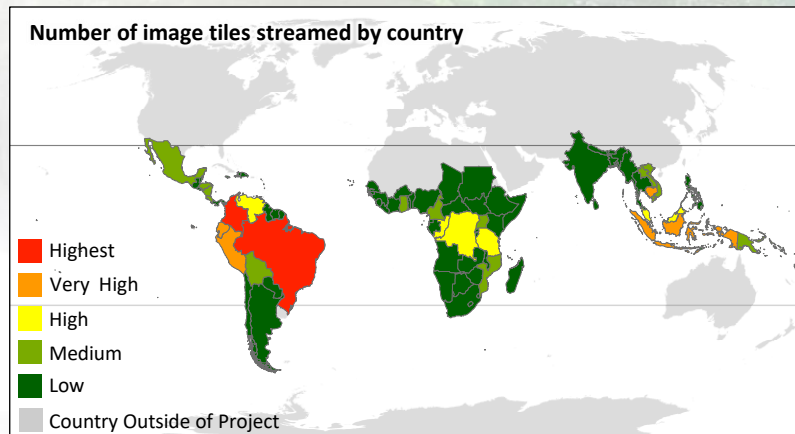 Number of image tiles streamed by country
Highest
Very High
High
Medium
Low
Country Outside of Project